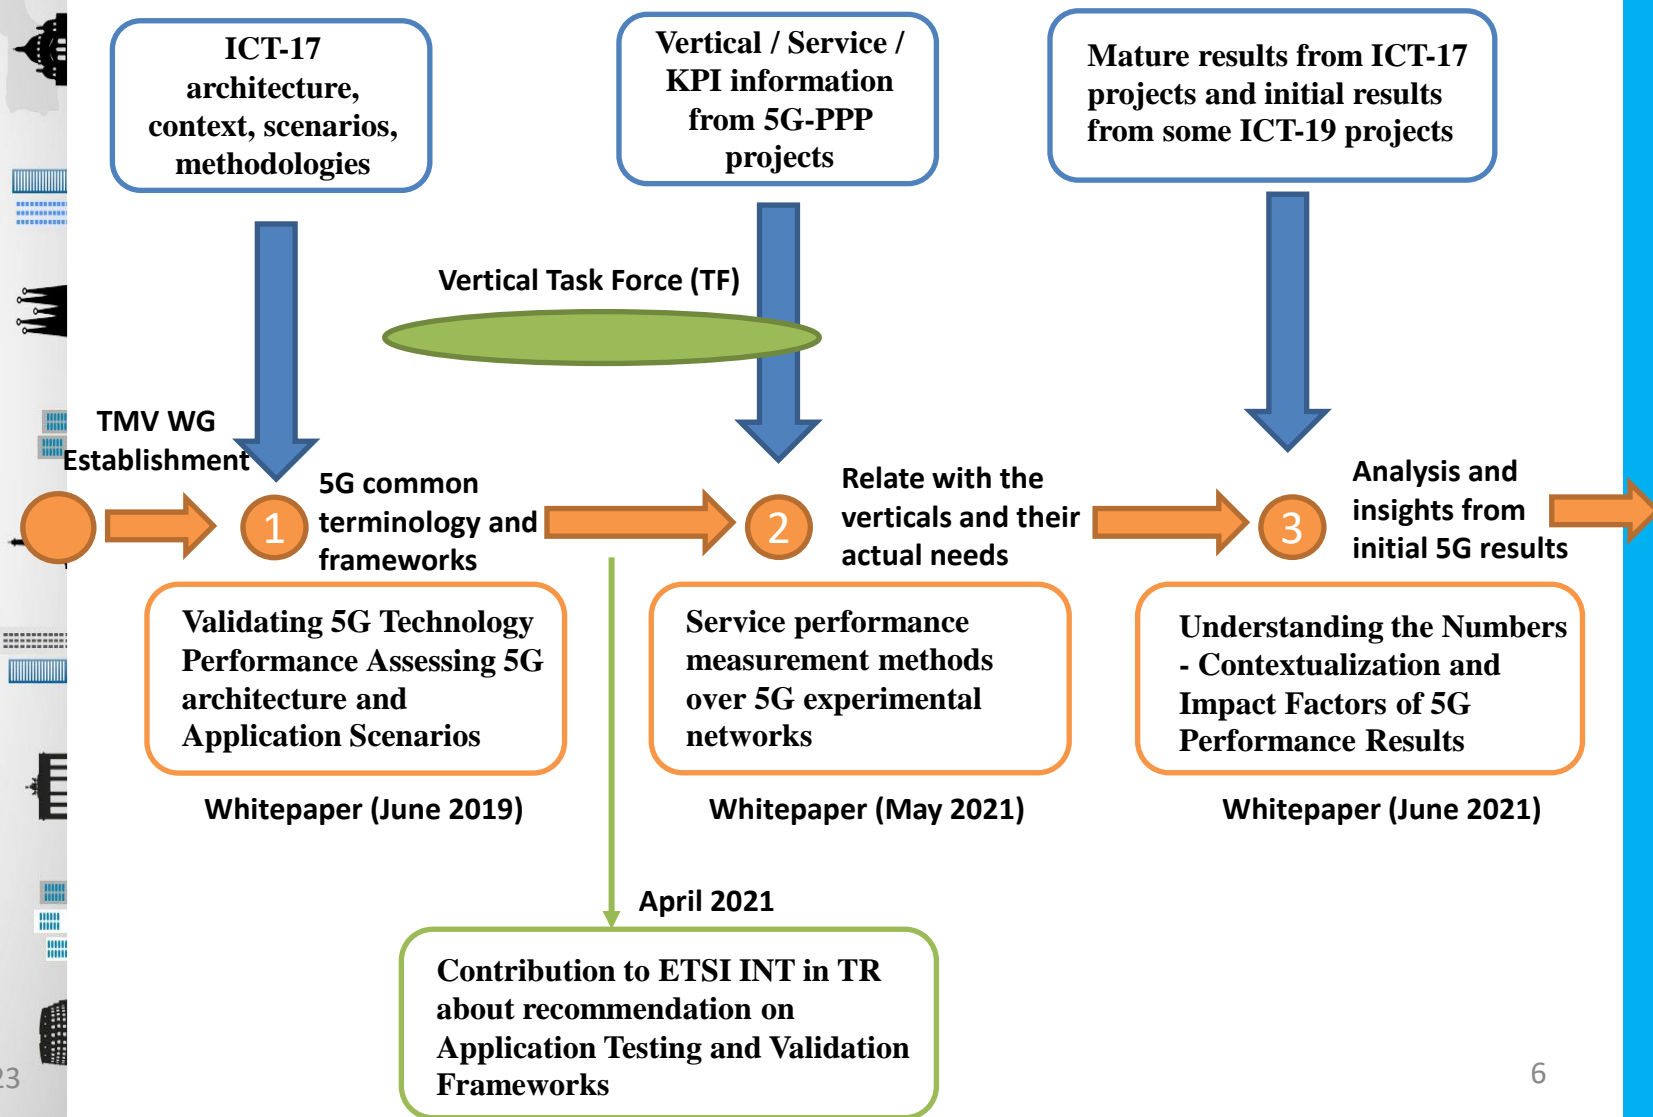 ICT-17
architecture,
context, scenarios,
methodologies
Vertical / Service /
KPI information
from 5G-PPP
projects
Mature results from ICT-17
projects and initial results
from some ICT-19 projects
Vertical Task Force (TF)
TMV WG
Establishment
1
5G common
terminology and
frameworks
2
Relate with the
verticals and their
actual needs
3
Analysis and
insights from
initial 5G results
Validating 5G Technology
Performance Assessing 5G
architecture and
Application Scenarios
Service performance
measurement methods
over 5G experimental
networks
Understanding the Numbers
- Contextualization and
Impact Factors of 5G
Performance Results
Whitepaper (June 2019)
Whitepaper (May 2021)
Whitepaper (June 2021)
April 2021
Contribution to ETSI INT in TR
about recommendation on
Application Testing and Validation
Frameworks
23
6